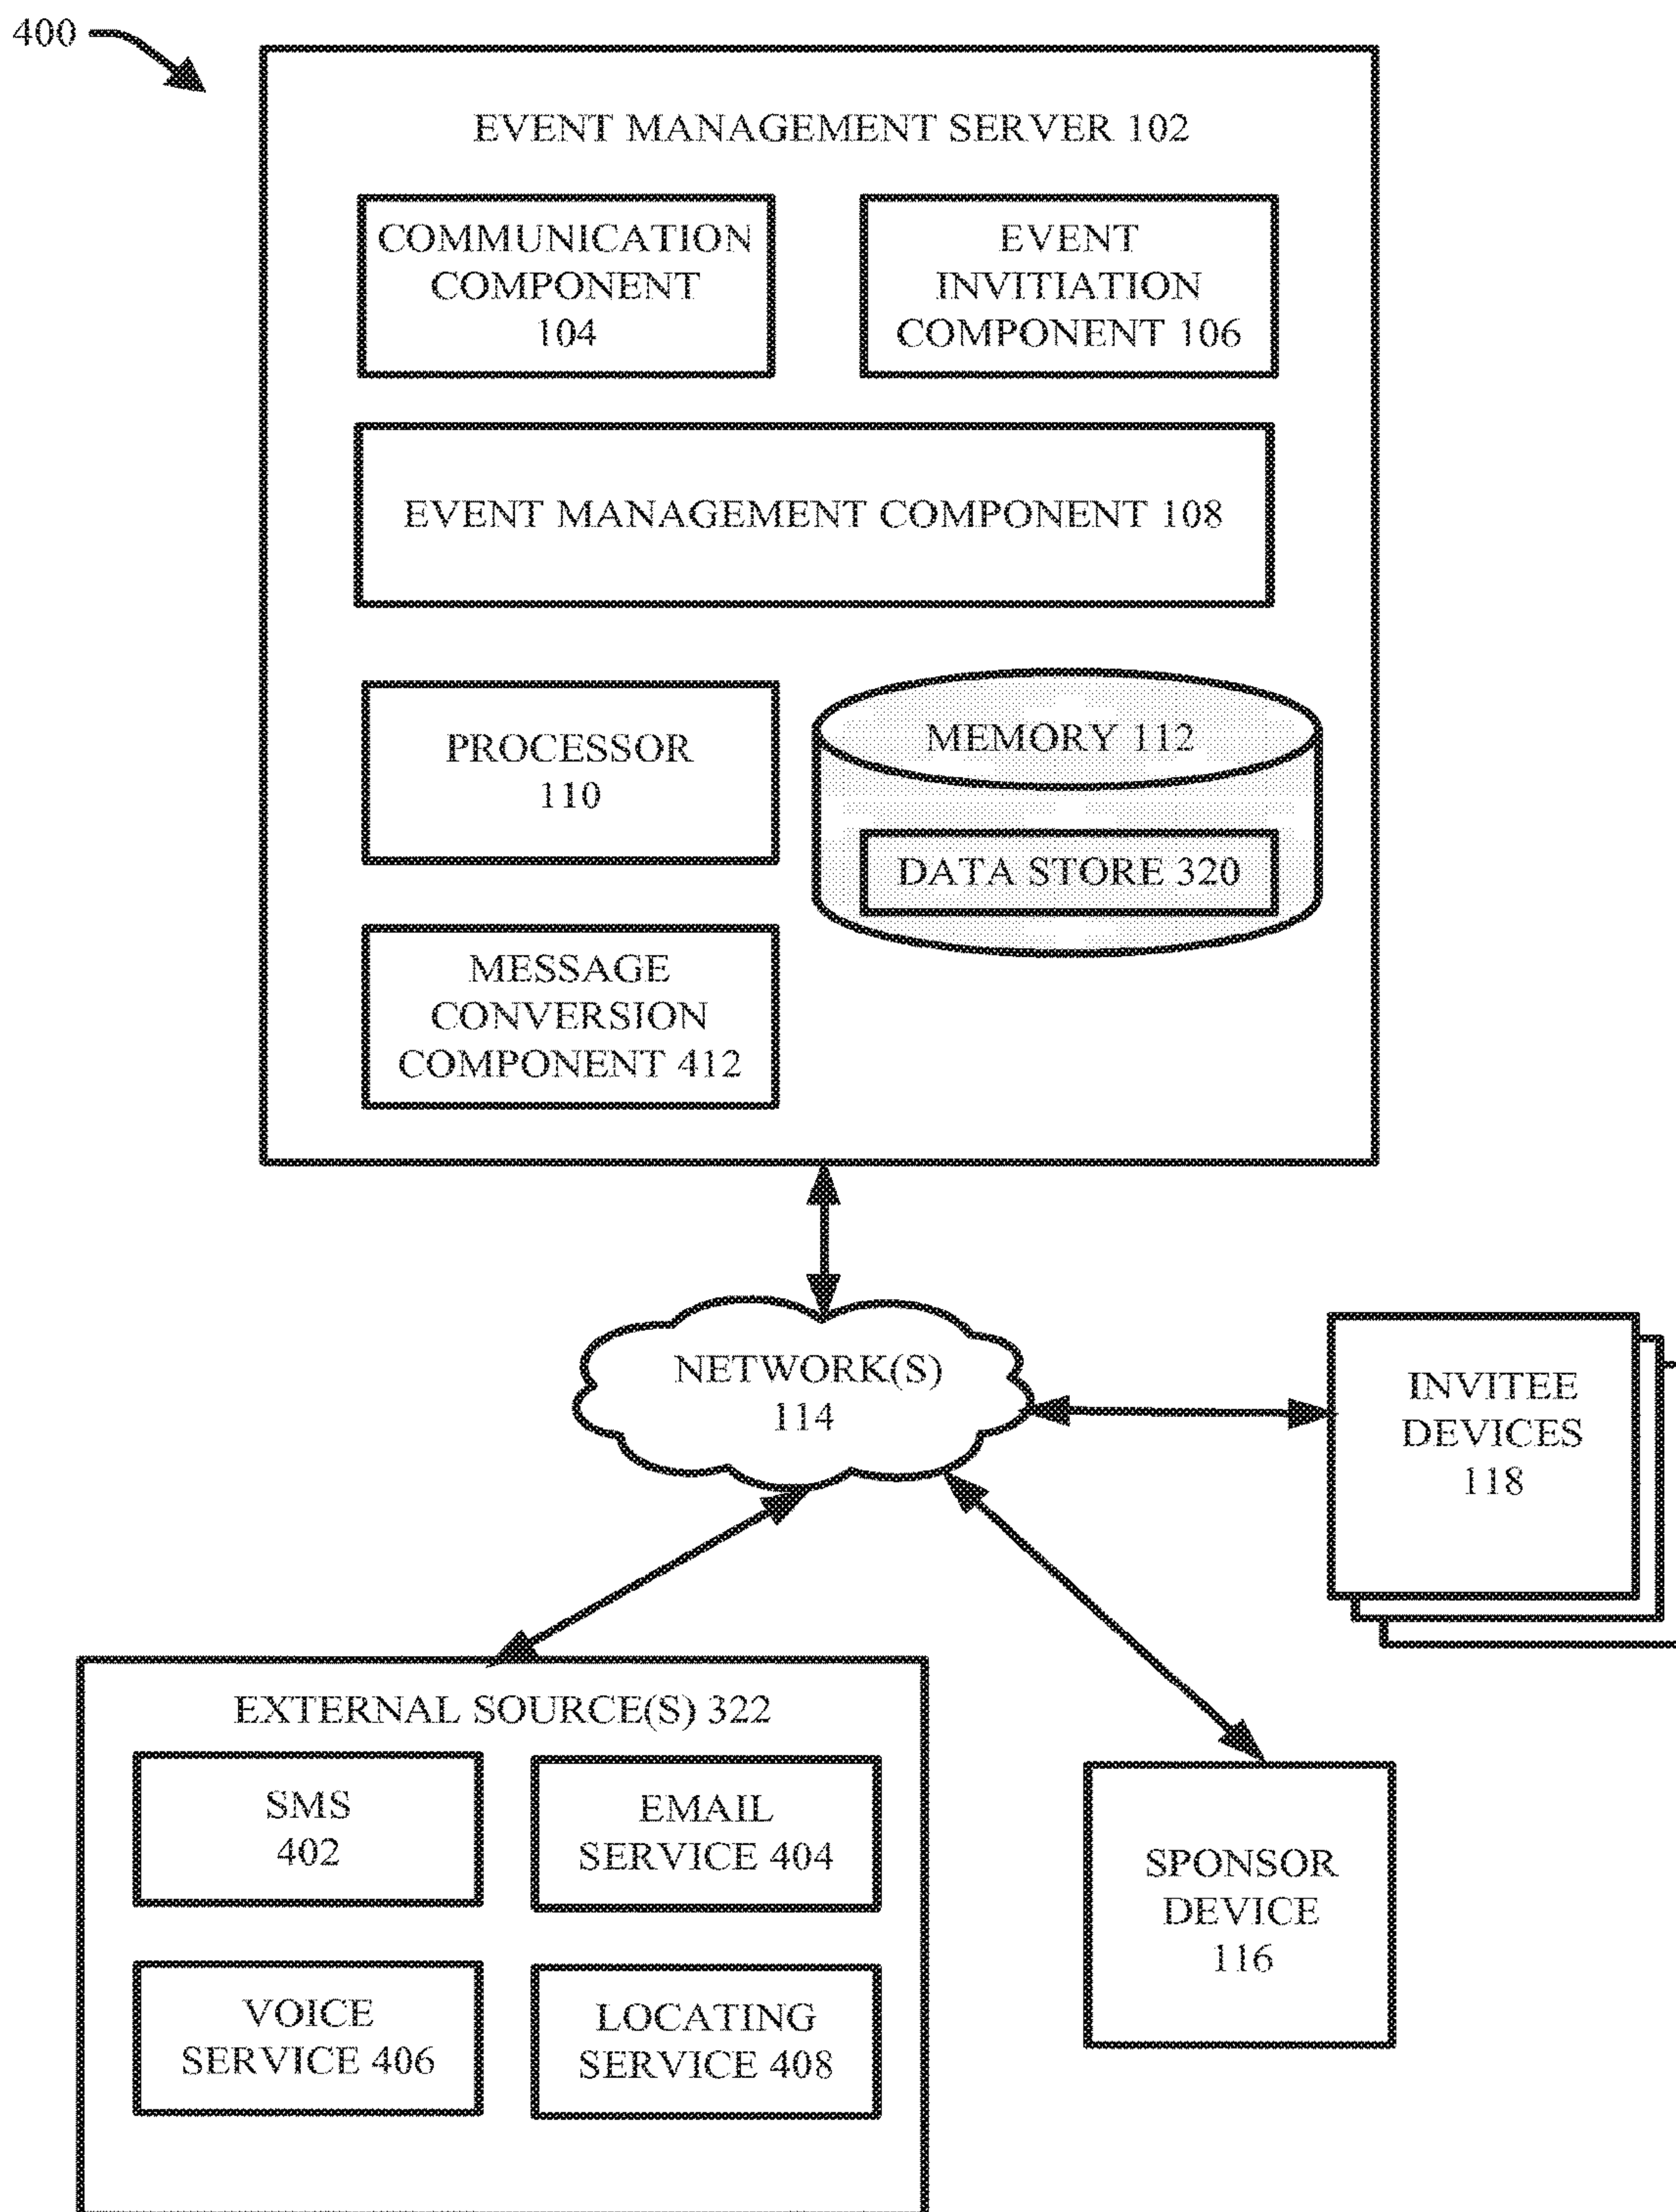 400
EVENT MANAGEMENT SERVER 102
COMMUNICATION
COMPONENT
104
EVENT
INVITIATION
COMPONENT 106
EVENT MANAGEMENT COMPONENT 108
PROCESSOR
110
MEMORY 112
DATA STORE 320
MESSAGE
CONVERSION
COMPONENT 412
NETWORK(S)
114
INVITEE
DEVICES
118
EXTERNAL SOURCE(S) 322
SMS
402
EMAIL
SERVICE 404
VOICE
SERVICE 406
LOCATING
SERVICE 408
SPONSOR
DEVICE
116